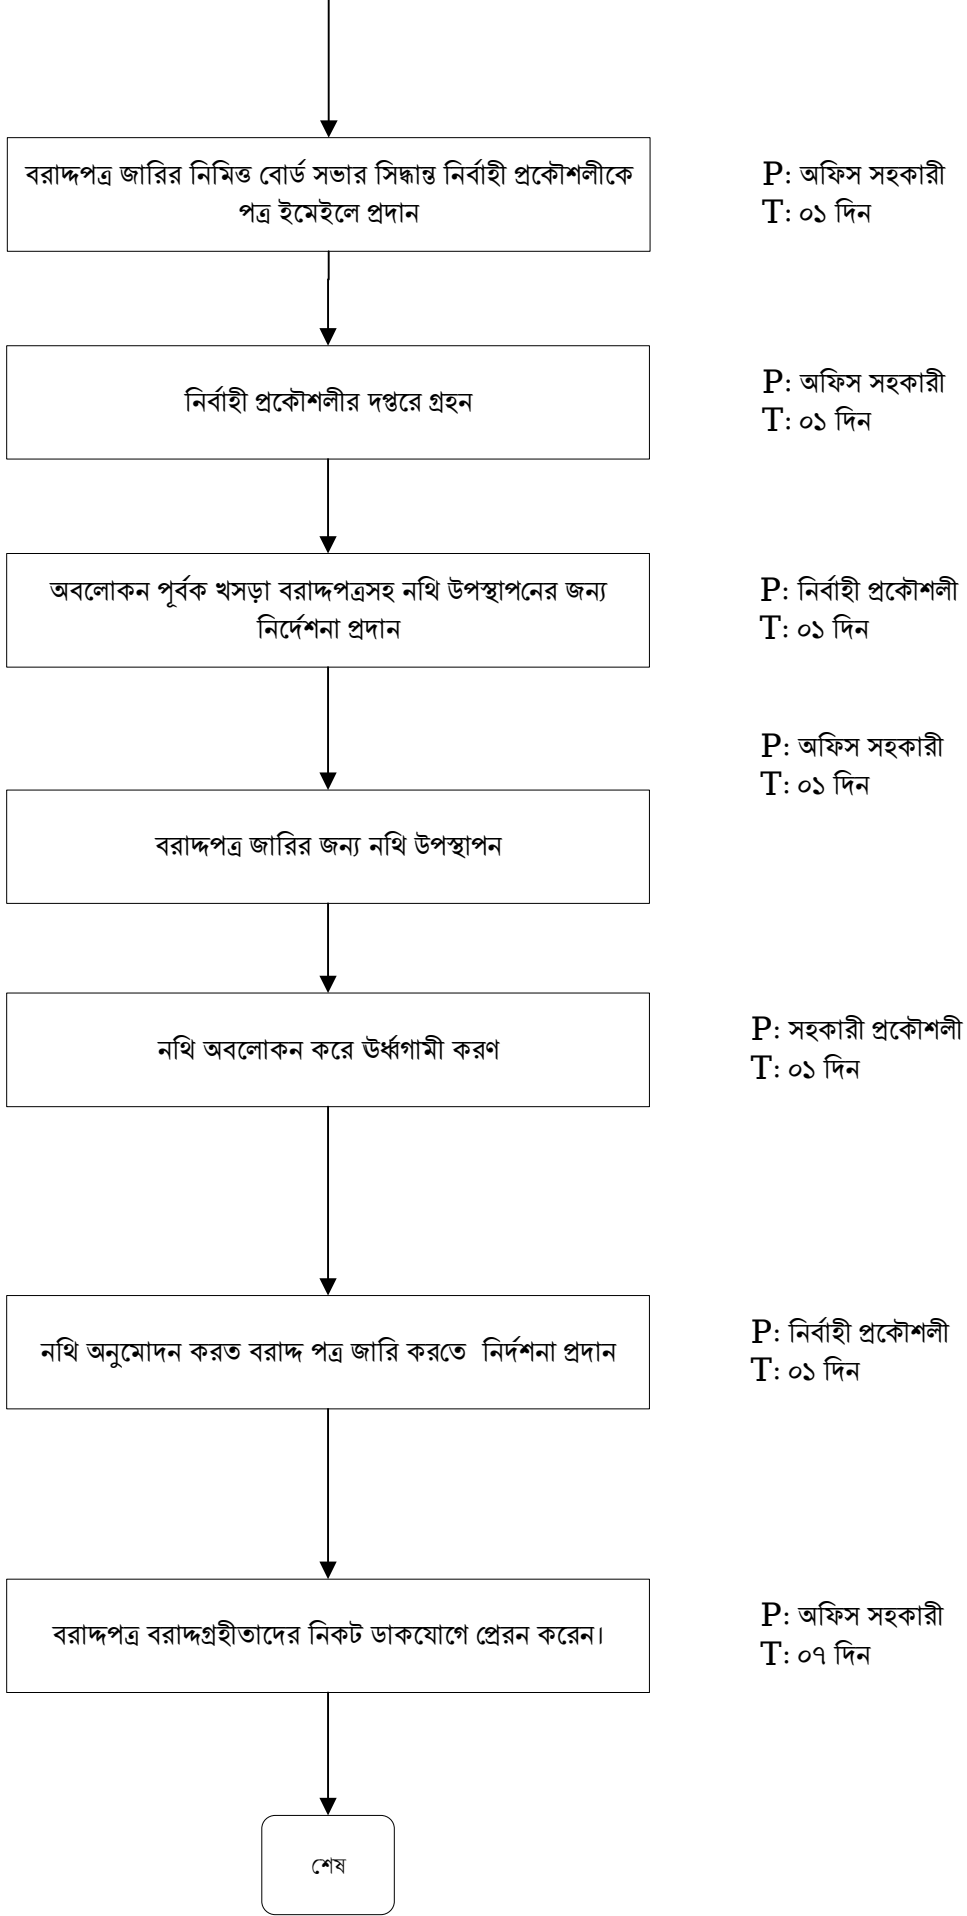 বরাদ্দপত্র জারির নিমিত্ত বোর্ড সভার সিদ্ধান্ত নির্বাহী প্রকৌশলীকে
পত্র ইমেইলে প্রদান
P: অফিস সহকারী
T: ০১ দিন
নির্বাহী প্রকৌশলীর দপ্তরে গ্রহন
P: অফিস সহকারী
T: ০১ দিন
অবলোকন পূর্বক খসড়া বরাদ্দপত্রসহ নথি উপস্থাপনের জন্য
নির্দেশনা প্রদান
P: নির্বাহী প্রকৌশলী
T: ০১ দিন
P: অফিস সহকারী
T: ০১ দিন
বরাদ্দপত্র জারির জন্য নথি উপস্থাপন
নথি অবলোকন করে ঊর্ধ্বগামী করণ
P: সহকারী প্রকৌশলী
T: ০১ দিন
নথি অনুমোদন করত বরাদ্দ পত্র জারি করতে  নির্দশনা প্রদান
P: নির্বাহী প্রকৌশলী
T: ০১ দিন
বরাদ্দপত্র বরাদ্দগ্রহীতাদের নিকট ডাকযোগে প্রেরন করেন।
P: অফিস সহকারী
T: ০৭ দিন
শেষ